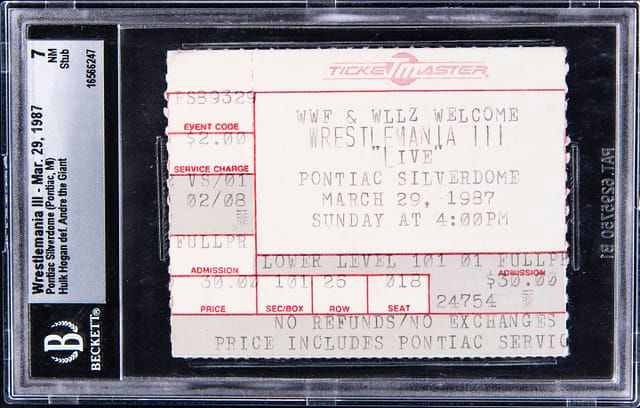 Wrestlemania III - Mar. 29, 1987
Pontiac Silverdome (Pontiac, MI)
Hulk Hogan def. Andre the Giant
7
NM
Stub
16566247
B
BECKETT®
TICKETMASTER®
PS89329
EVENT CODE
$2.00
SERVICE CHARGE
VS/01
02/08
FULLPR
ADMISSION
30.00
PRICE
WWF & WLLZ WELCOME
WRESTLEMANIA III
"LIVE"
PONTIAC SILVERDOME
MARCH 29, 1987
SUNDAY AT 4:00PM
LOWER LEVEL 101 01 FULLPR
ADMISSION
101 26 018 $30.00
SEC/BOX ROW SEAT
24754
NO REFUNDS/NO EXCHANGES
PRICE INCLUDES PONTIAC SERVIC